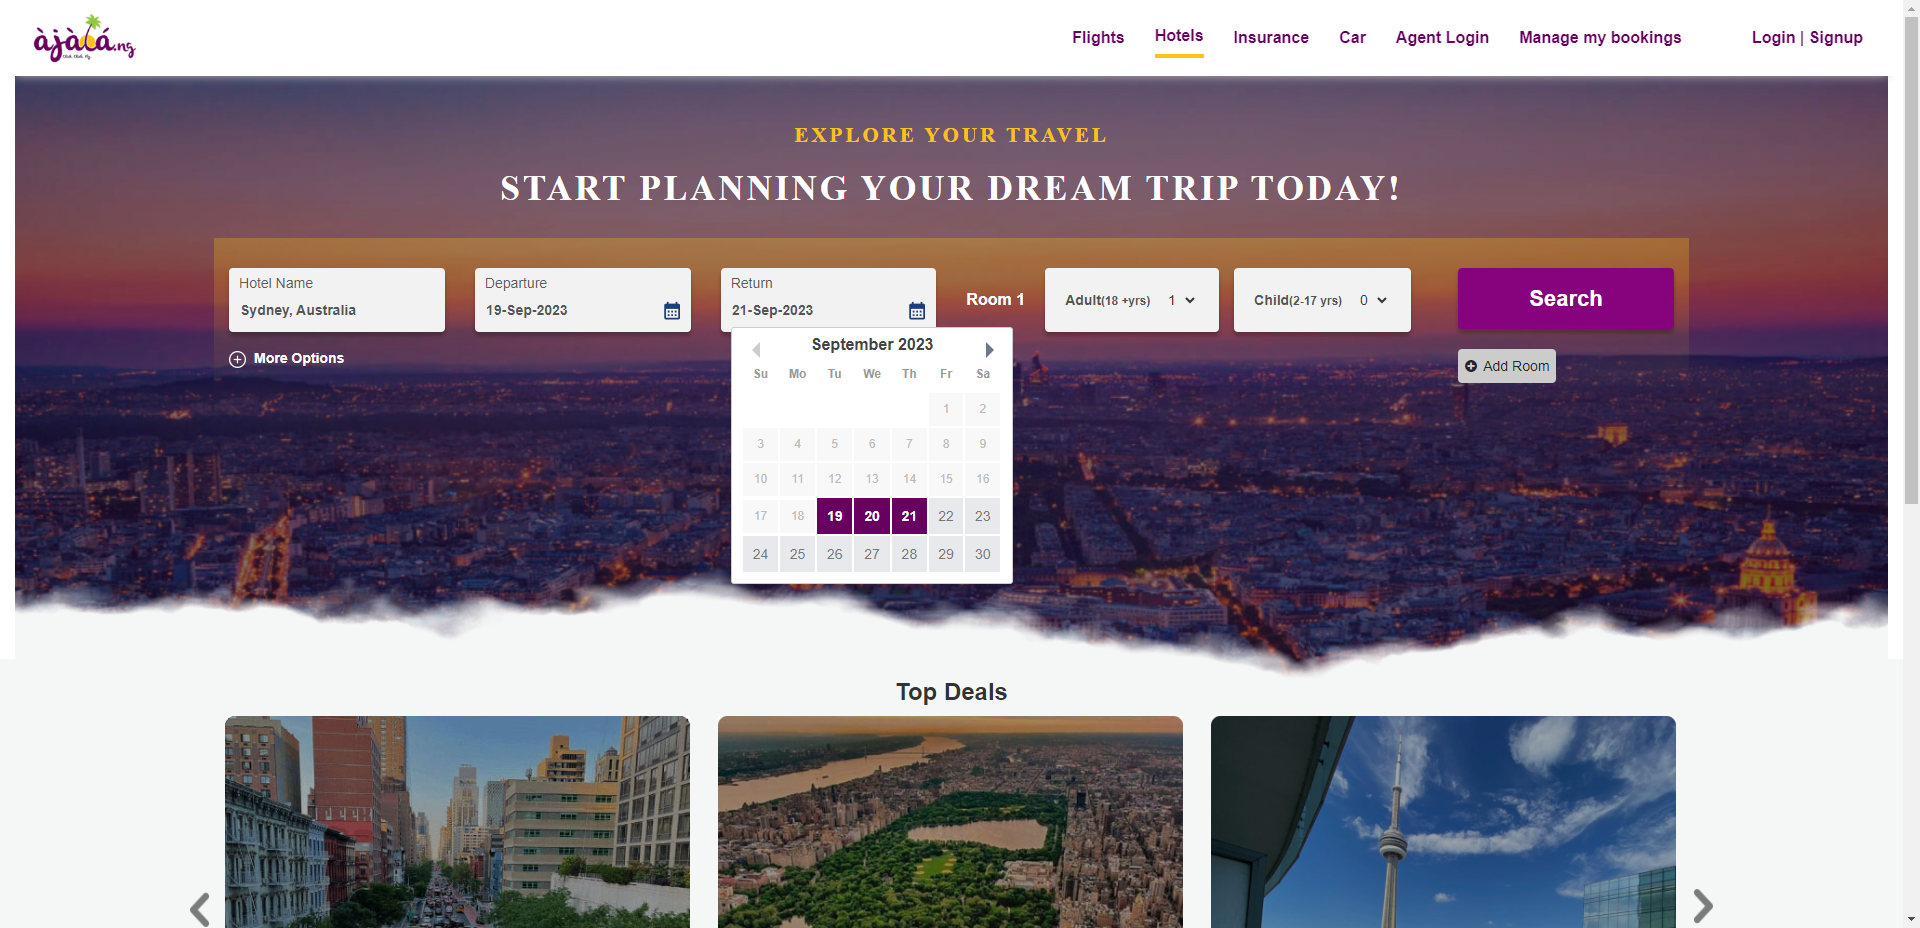 àjàlá.ng
Flights
Hotels
Insurance
Car
Agent Login
Manage my bookings
Login | Signup
EXPLORE YOUR TRAVEL
START PLANNING YOUR DREAM TRIP TODAY!
Hotel Name
Sydney, Australia
Departure
19-Sep-2023
Return
21-Sep-2023
Room 1
Adult(18 +yrs) 1
Child(2-17 yrs) 0
Search
More Options
Add Room
September 2023
Su Mo Tu We Th Fr Sa
1 2
3 4 5 6 7 8 9
10 11 12 13 14 15 16
17 18 19 20 21 22 23
24 25 26 27 28 29 30
Top Deals